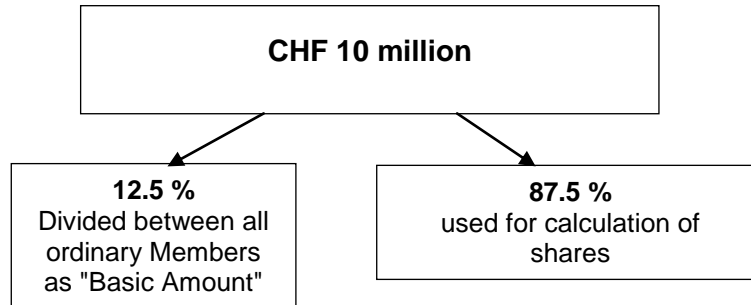 CHF 10 million
12.5 %
Divided between all
ordinary Members
as "Basic Amount"
87.5 %
used for calculation of
shares